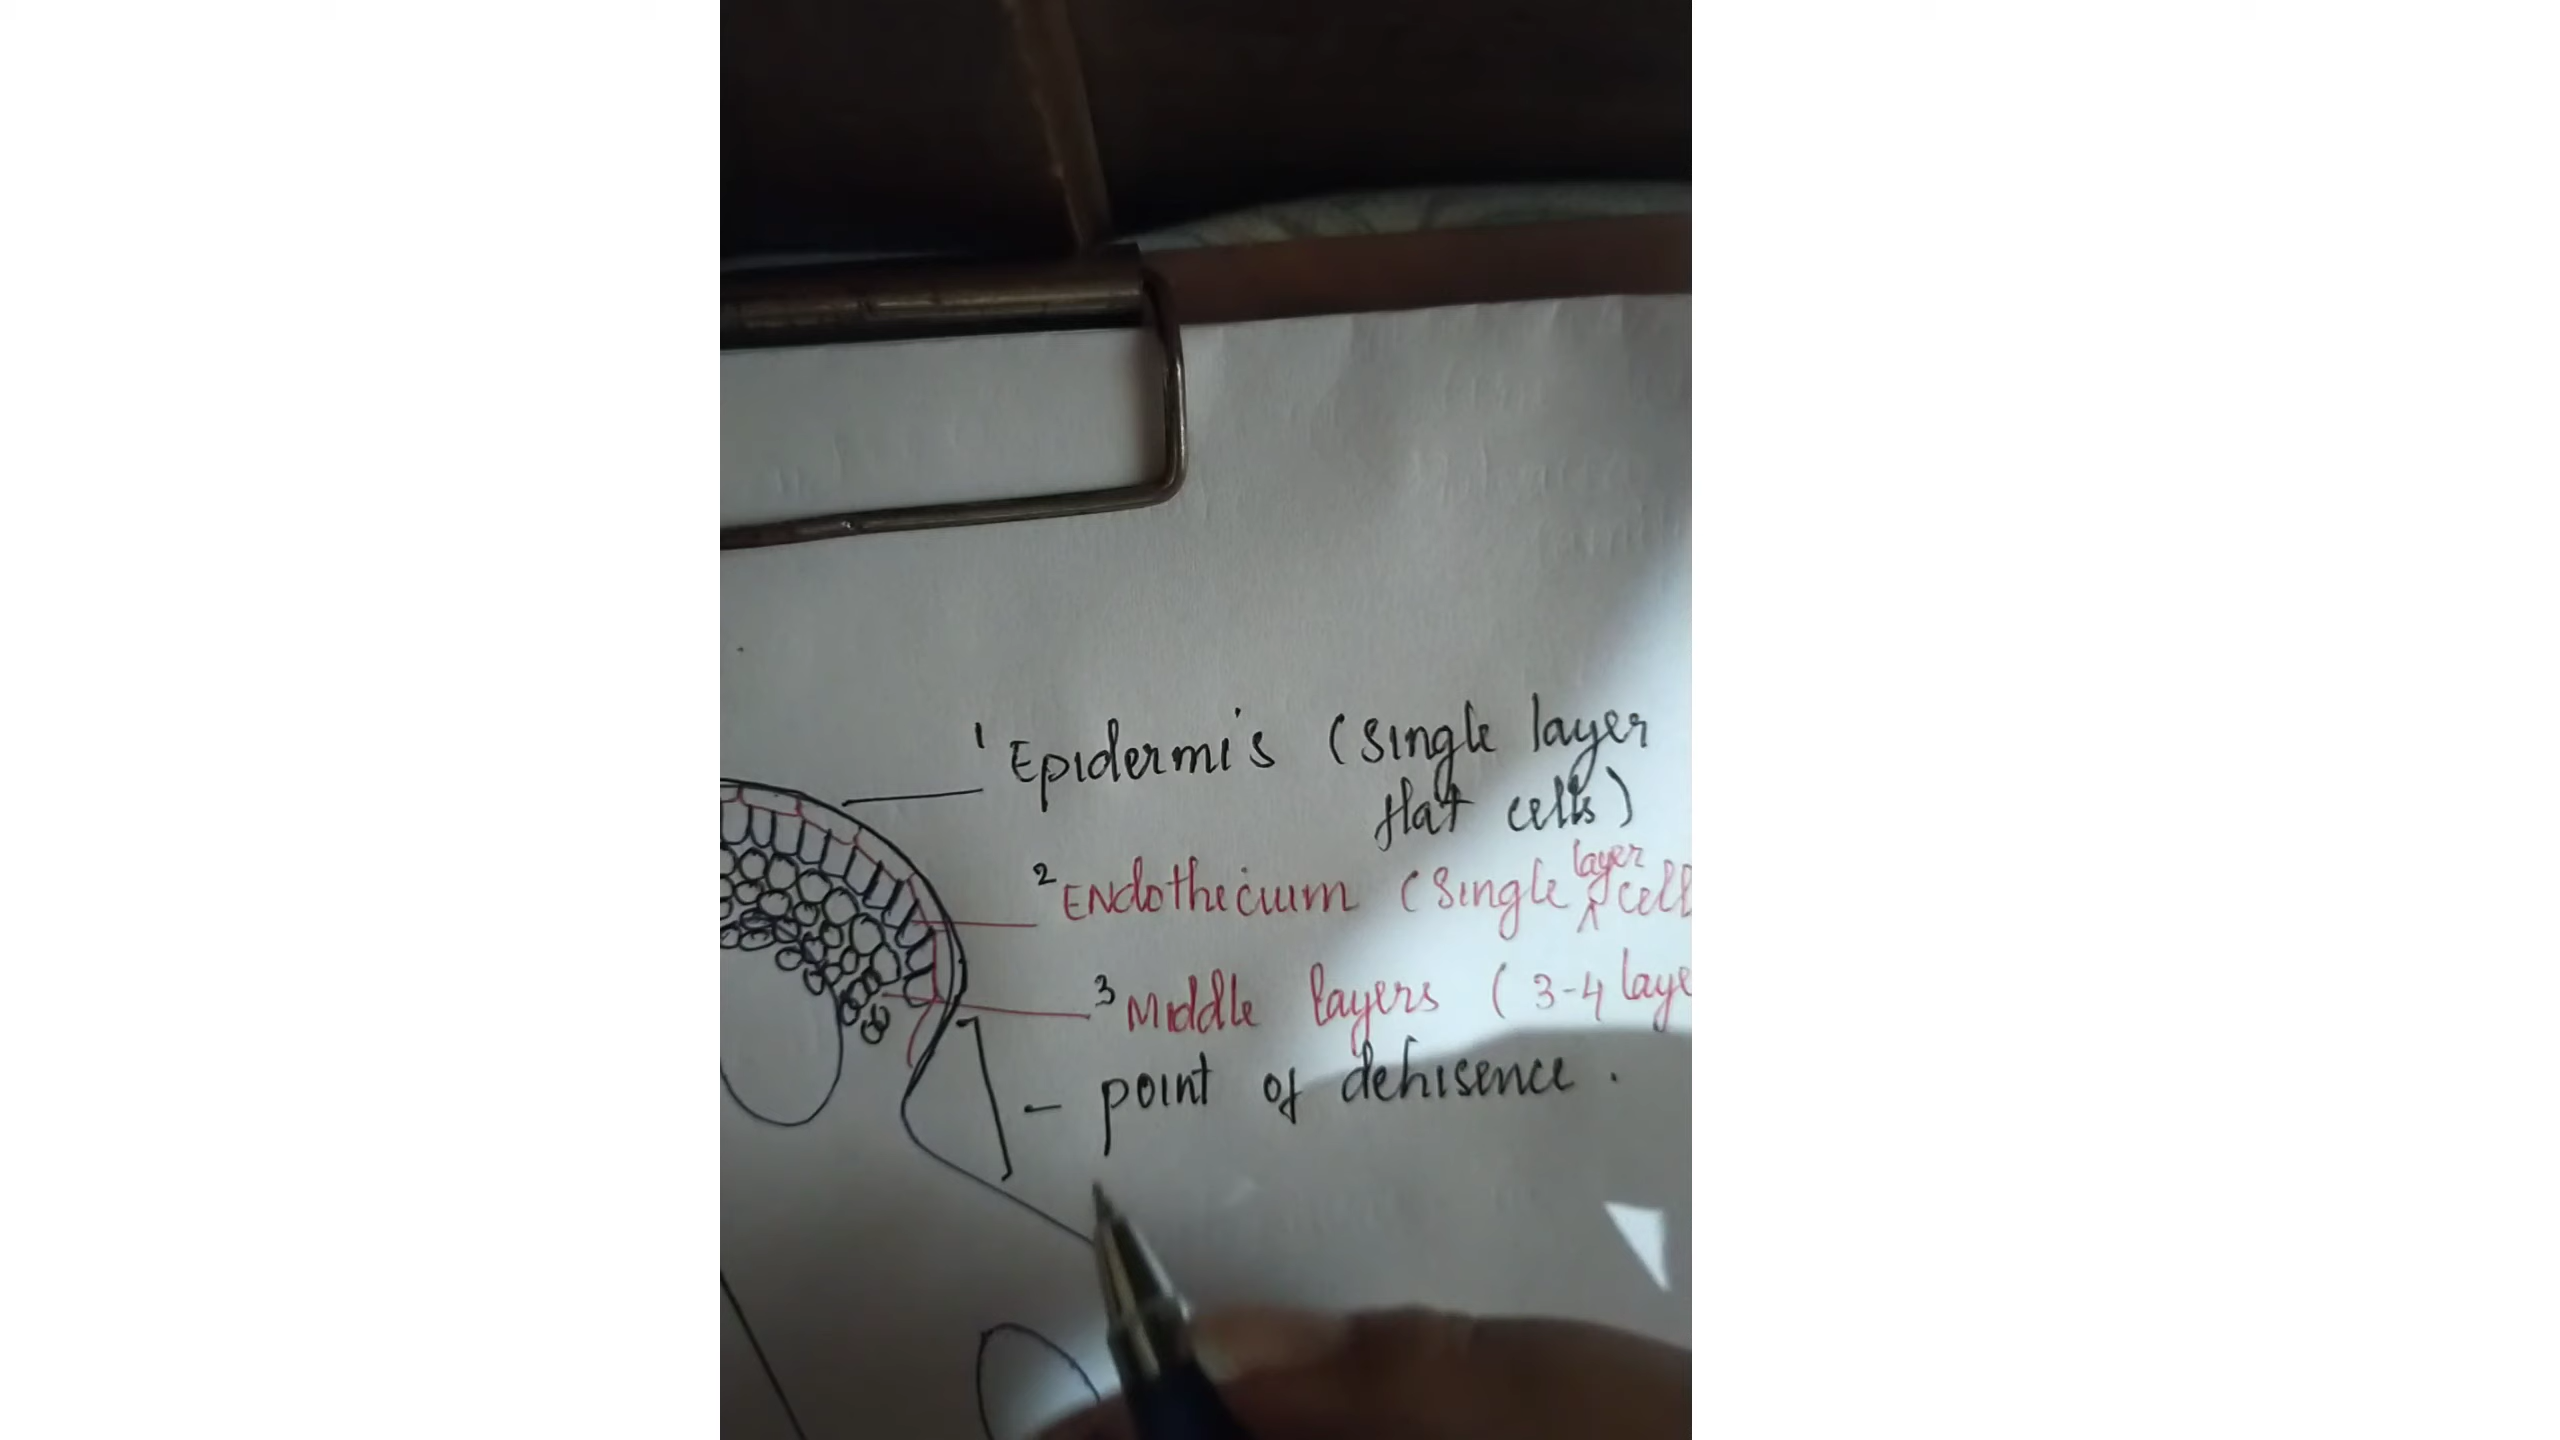 1 Epidermis (single layer
flat cells)
2 Endothecium (single layer cell
3 Middle layers (3-4 laye
- point of dehisence.